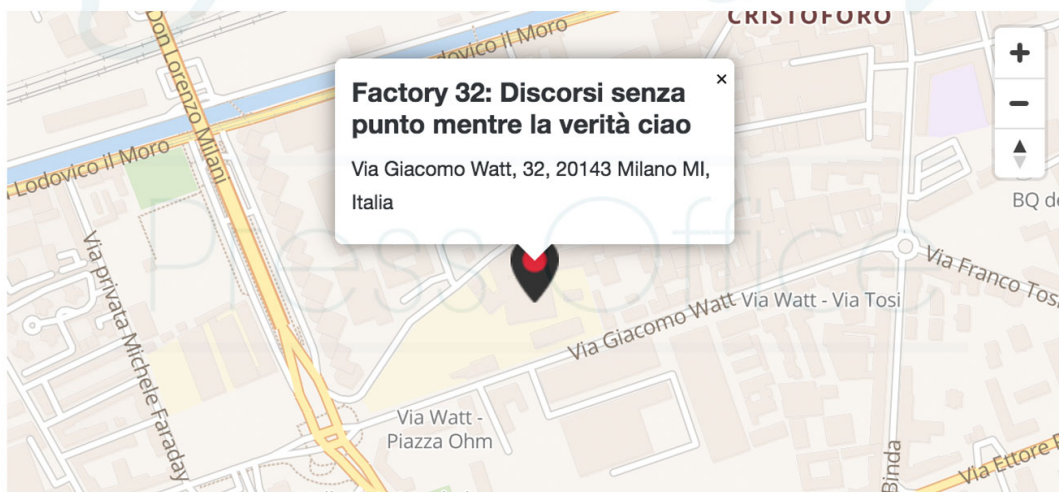 CRISTOFORO
Lodovico il Moro
Don Lorenzo Milani
Factory 32: Discorsi senza
punto mentre la verità ciao
×
Via Giacomo Watt, 32, 20143 Milano MI,
Italia
+
−
Lodovico il Moro
BQ de
Press Office
Via privata Michele Faraday
Via Franco Tosi
Via Giacomo Watt
Via Watt - Via Tosi
Via Watt -
Piazza Ohm
Binda
Via Ettore P